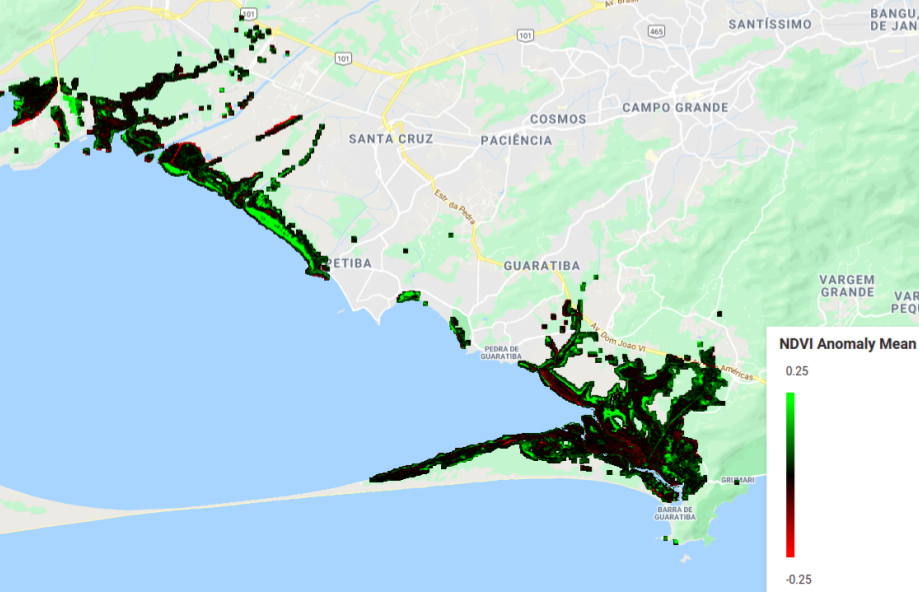 101
Av Brasil
465
SANTÍSSIMO
BANGU,
DE JAN
101
101
CAMPO GRANDE
COSMOS
SANTA CRUZ
PACIÊNCIA
Estr. da Pedra
PETIBA
GUARATIBA
VARGEM
GRANDE
VAR
PEQU
Av Dom João VI
PEDRA DE
GUARATIBA
Américas
NDVI Anomaly Mean
0.25
-0.25
GRUMARI
BARRA DE
GUARATIBA